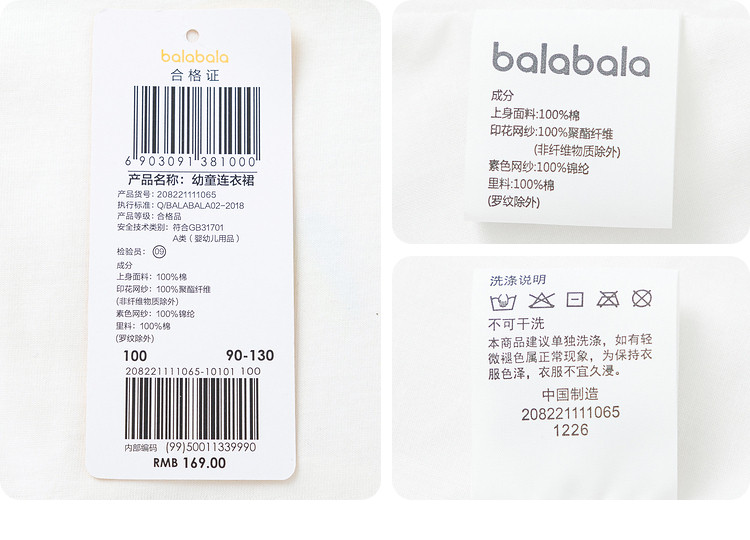 balabala
合格证
6 903091 381000
产品名称：幼童连衣裙
产品货号：208221111065
执行标准：Q/BALABALA02-2018
产品等级：合格品
安全技术类别：符合GB31701
A类（婴幼儿用品）
检验员：09
成分
上身面料：100%棉
印花网纱：100%聚酯纤维
(非纤维物质除外)
素色网纱：100%锦纶
里料：100%棉
(罗纹除外)
100 90-130
208221111065-10101 100
内部编码 (99)50011339990
RMB 169.00
balabala
成分
上身面料:100%棉
印花网纱:100%聚酯纤维
(非纤维物质除外)
素色网纱:100%锦纶
里料:100%棉
(罗纹除外)
洗涤说明
不可干洗
本商品建议单独洗涤，如有轻
微褪色属正常现象，为保持衣
服色泽，衣服不宜久浸。
中国制造
208221111065
1226